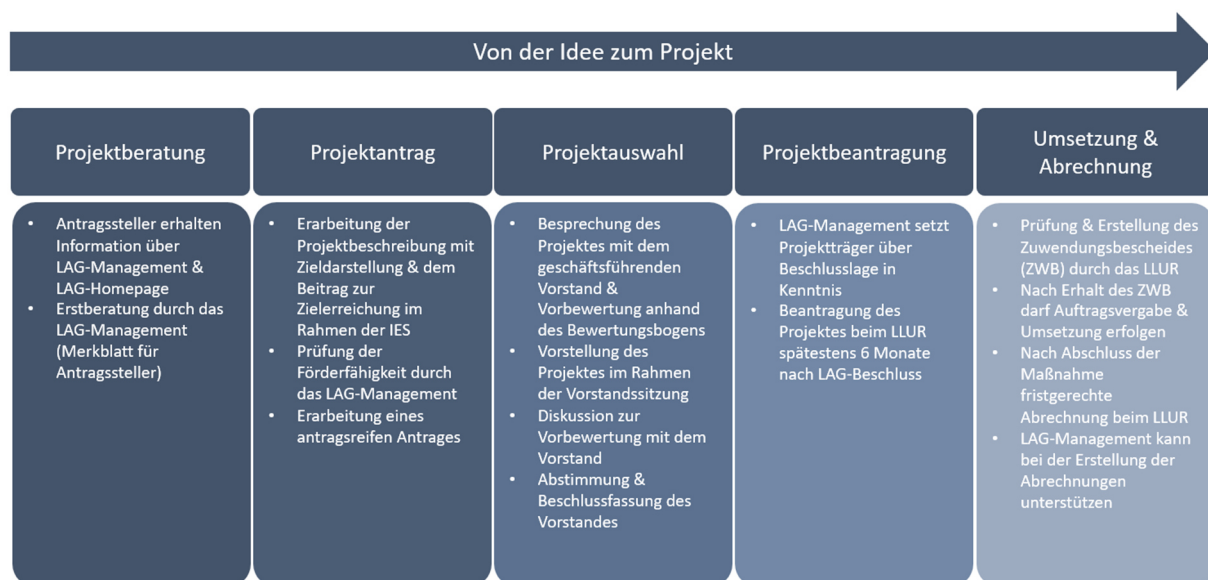 Von der Idee zum Projekt
Projektberatung
• Antragssteller erhalten
Information über
LAG-Management &
LAG-Homepage
• Erstberatung durch das
LAG-Management
(Merkblatt für
Antragssteller)
Projektantrag
• Erarbeitung der
Projektbeschreibung mit
Zieldarstellung & dem
Beitrag zur
Zielerreichung im
Rahmen der IES
• Prüfung der
Förderfähigkeit durch
das LAG-Management
• Erarbeitung eines
antragsreifen Antrages
Projektauswahl
• Besprechung des
Projektes mit dem
geschäftsführenden
Vorstand &
Vorbewertung anhand
des Bewertungsbogens
• Vorstellung des
Projektes im Rahmen
der Vorstandssitzung
• Diskussion zur
Vorbewertung mit dem
Vorstand
• Abstimmung &
Beschlussfassung des
Vorstandes
Projektbeantragung
• LAG-Management setzt
Projektträger über
Beschlusslage in
Kenntnis
• Beantragung des
Projektes beim LLUR
spätestens 6 Monate
nach LAG-Beschluss
Umsetzung &
Abrechnung
• Prüfung & Erstellung des
Zuwendungsbescheides
(ZWB) durch das LLUR
• Nach Erhalt des ZWB
darf Auftragsvergabe &
Umsetzung erfolgen
• Nach Abschluss der
Maßnahme
fristgerechte
Abrechnung beim LLUR
• LAG-Management kann
bei der Erstellung der
Abrechnungen
unterstützen